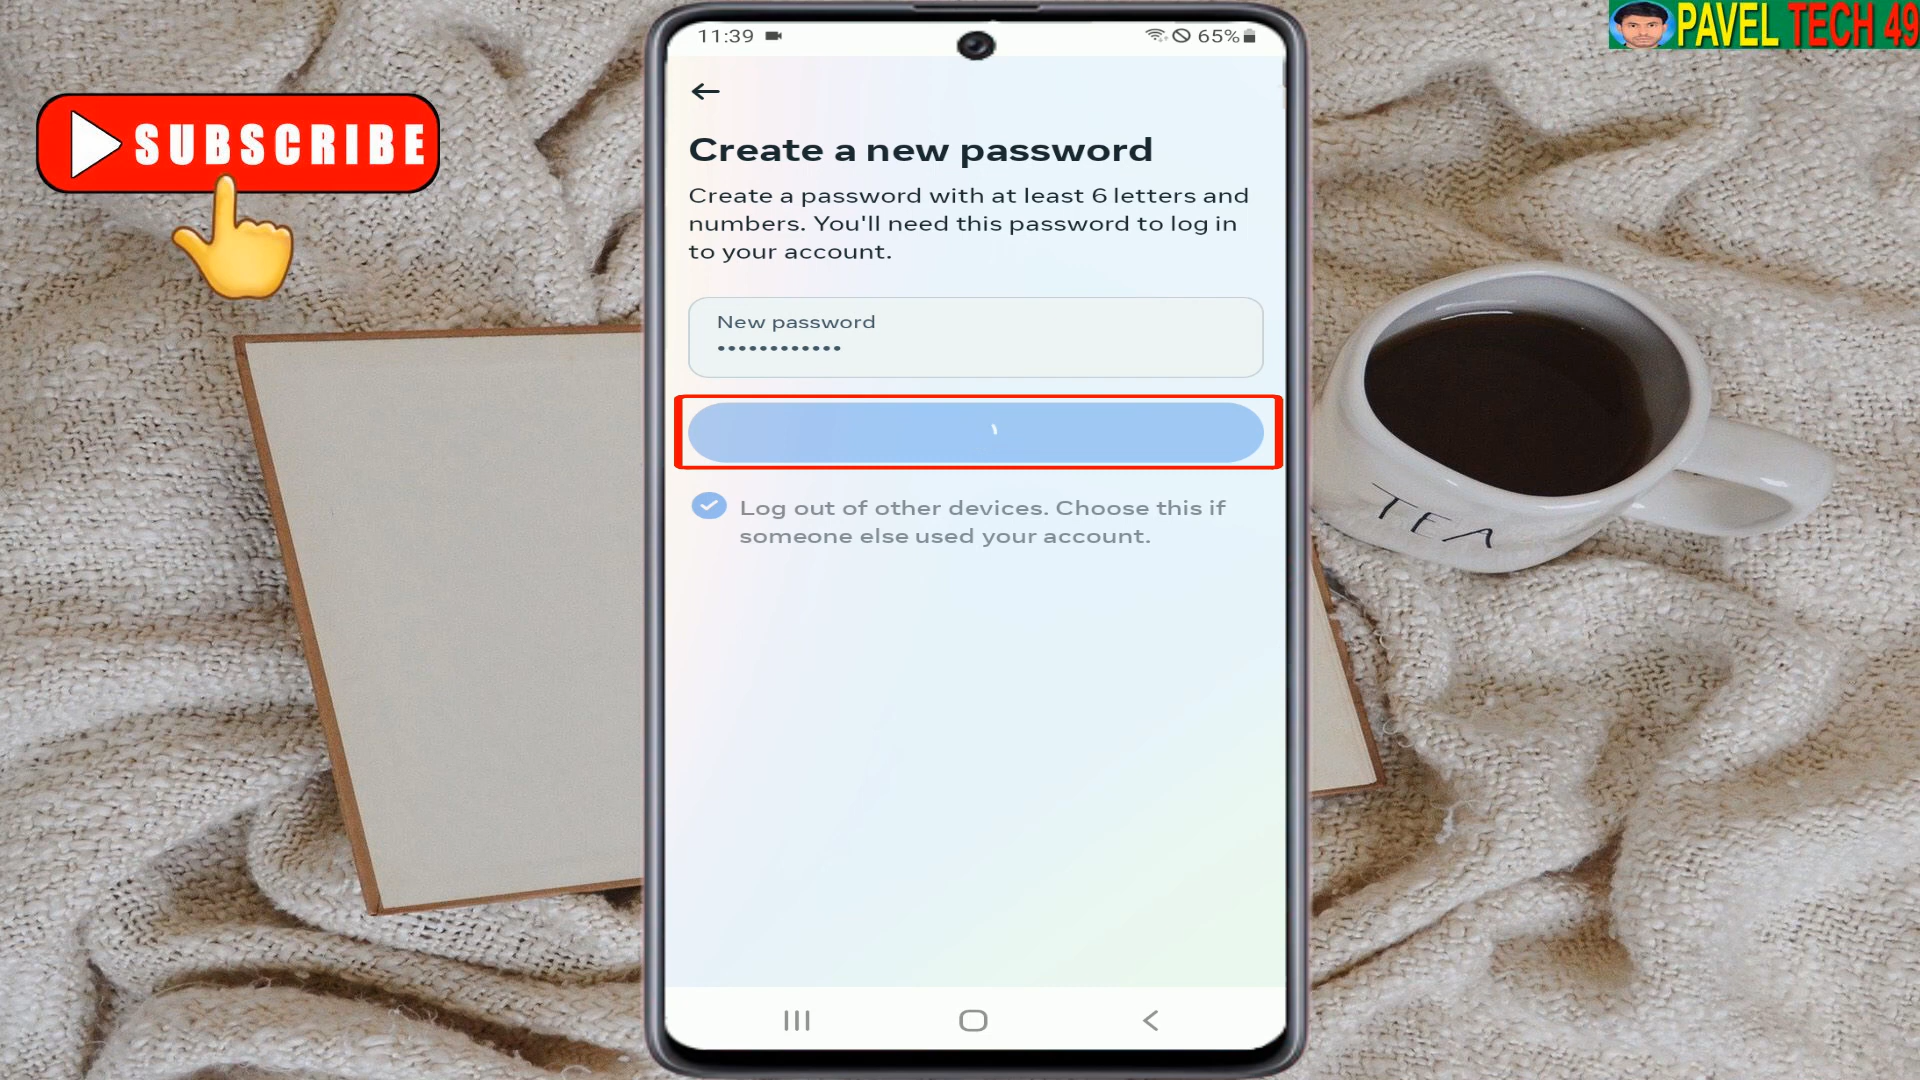 PAVEL TECH 49
SUBSCRIBE
11:39
65%
Create a new password
Create a password with at least 6 letters and
numbers. You'll need this password to log in
to your account.
New password
Log out of other devices. Choose this if
someone else used your account.
TEA